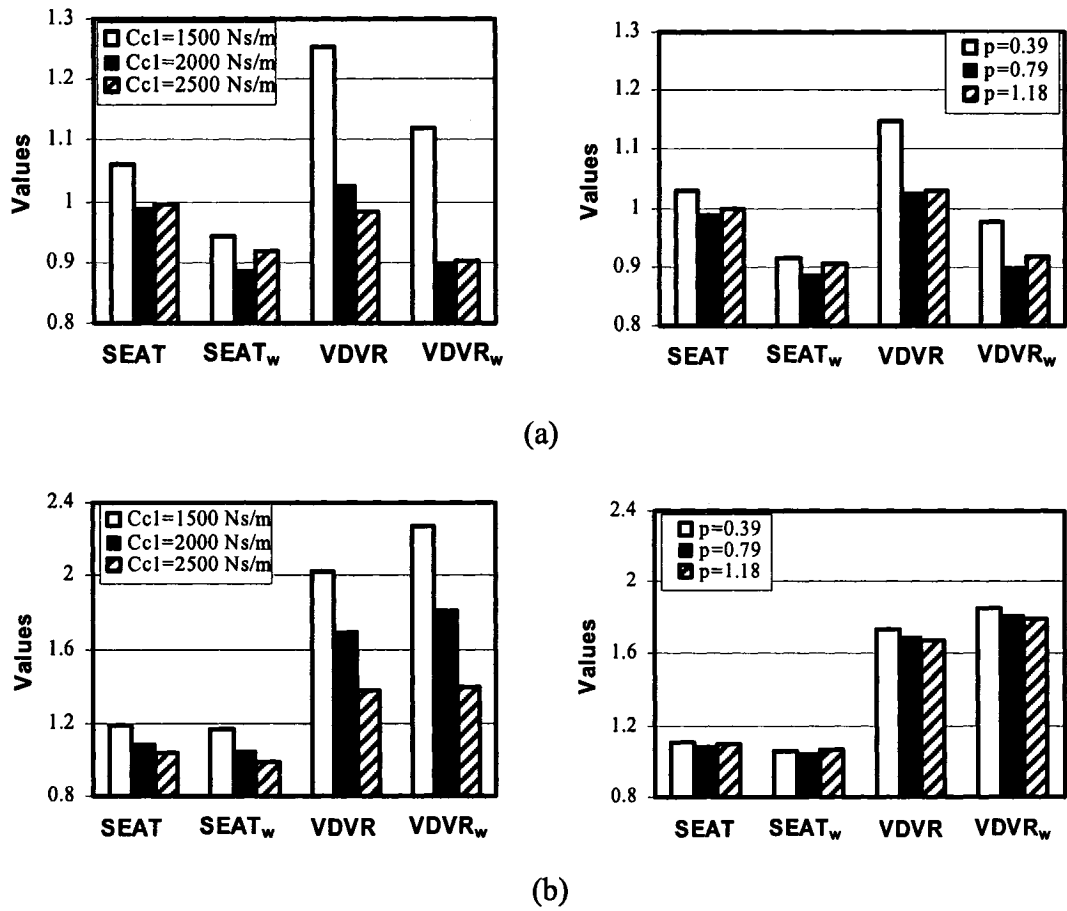 1.3
1.2
1.1
1
0.9
0.8
Values
Cc1=1500 Ns/m
Cc1=2000 Ns/m
Cc1=2500 Ns/m
SEAT SEATw VDVR VDVRw
1.3
1.2
1.1
1
0.9
0.8
Values
p=0.39
p=0.79
p=1.18
SEAT SEATw VDVR VDVRw
(a)
2.4
2
1.6
1.2
0.8
Values
Cc1=1500 Ns/m
Cc1=2000 Ns/m
Cc1=2500 Ns/m
SEAT SEATw VDVR VDVRw
2.4
2
1.6
1.2
0.8
Values
p=0.39
p=0.79
p=1.18
SEAT SEATw VDVR VDVRw
(b)